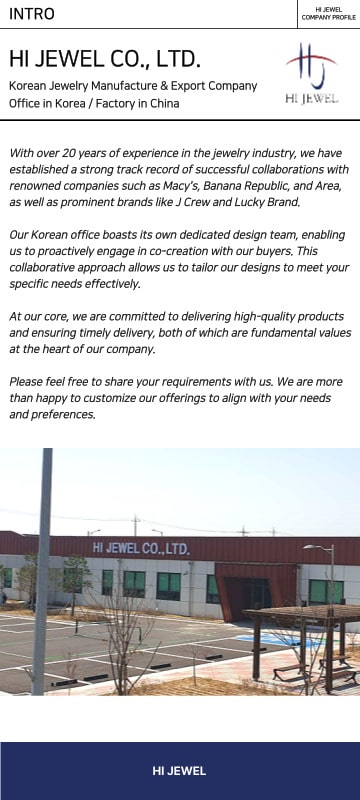 INTRO
HI JEWEL
COMPANY PROFILE
HI JEWEL CO., LTD.
Korean Jewelry Manufacture & Export Company
Office in Korea / Factory in China
HI JEWEL
With over 20 years of experience in the jewelry industry, we have
established a strong track record of successful collaborations with
renowned companies such as Macy's, Banana Republic, and Area,
as well as prominent brands like J Crew and Lucky Brand.
Our Korean office boasts its own dedicated design team, enabling
us to proactively engage in co-creation with our buyers. This
collaborative approach allows us to tailor our designs to meet your
specific needs effectively.
At our core, we are committed to delivering high-quality products
and ensuring timely delivery, both of which are fundamental values
at the heart of our company.
Please feel free to share your requirements with us. We are more
than happy to customize our offerings to align with your needs
and preferences.
HI JEWEL CO.,LTD.
HI JEWEL